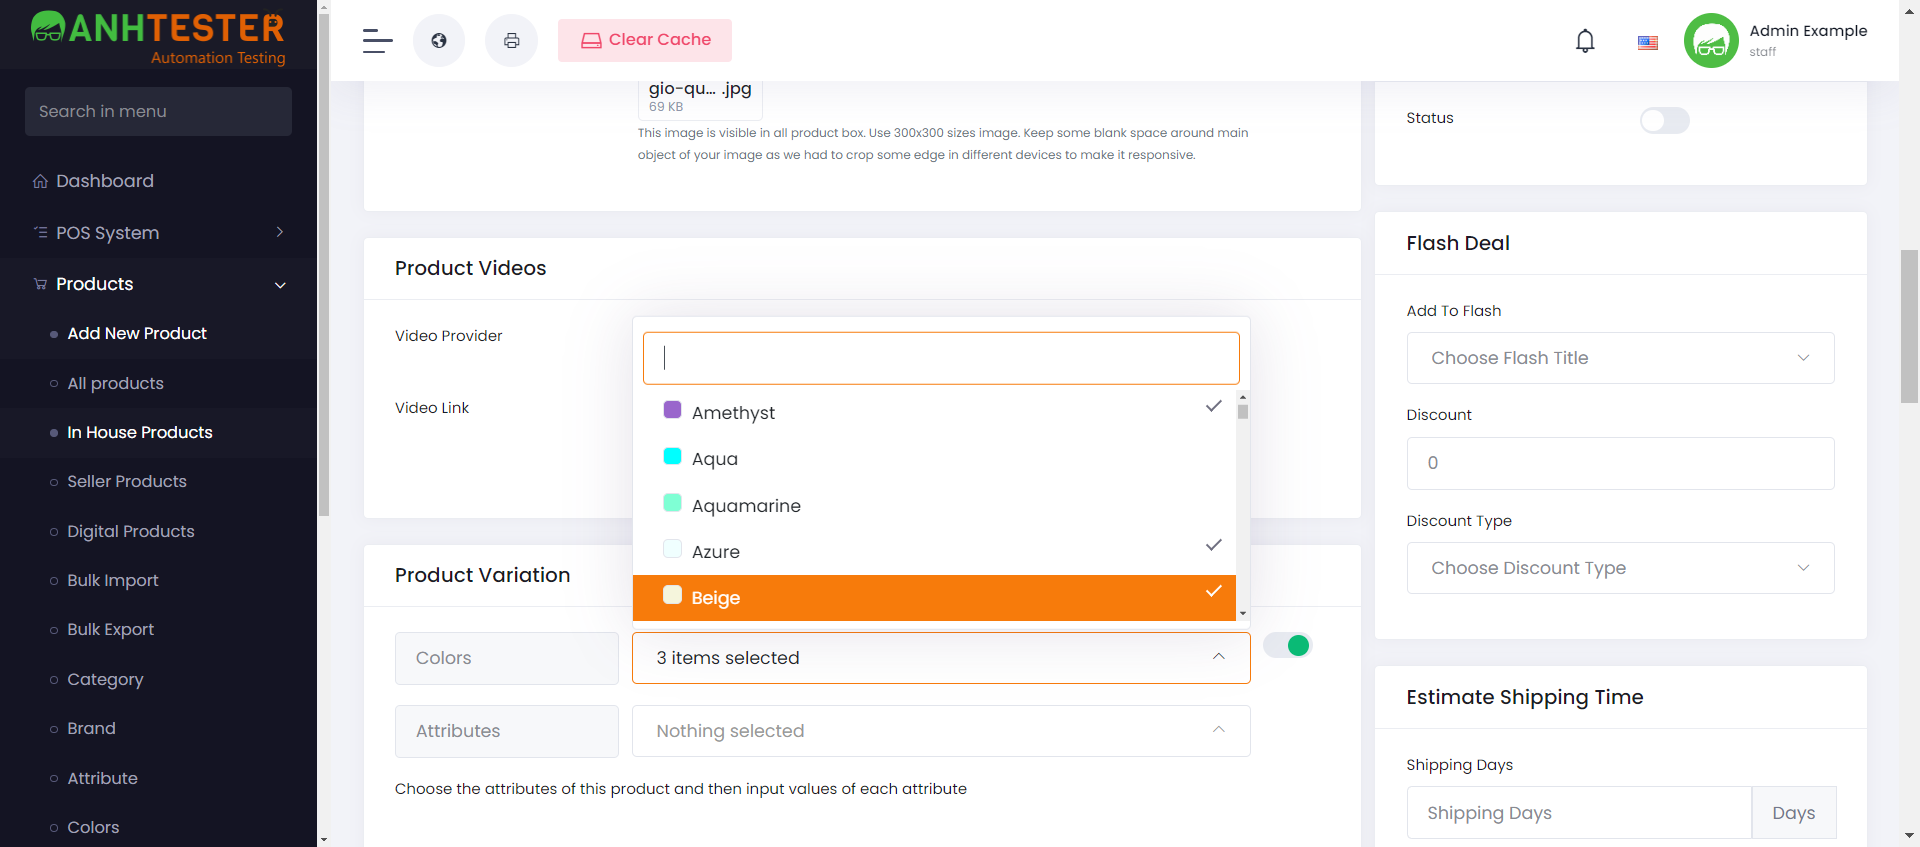 ANHTESTER
Automation Testing
Search in menu
Dashboard
POS System
Products
Add New Product
All products
In House Products
Seller Products
Digital Products
Bulk Import
Bulk Export
Category
Brand
Attribute
Colors
Clear Cache
Admin Example
staff
gio-qu... .jpg
69 KB
This image is visible in all product box. Use 300x300 sizes image. Keep some blank space around main
object of your image as we had to crop some edge in different devices to make it responsive.
Product Videos
Video Provider
Video Link
Amethyst
Aqua
Aquamarine
Azure
Beige
Product Variation
Colors
3 items selected
Attributes
Nothing selected
Choose the attributes of this product and then input values of each attribute
Status
Flash Deal
Add To Flash
Choose Flash Title
Discount
0
Discount Type
Choose Discount Type
Estimate Shipping Time
Shipping Days
Shipping Days
Days